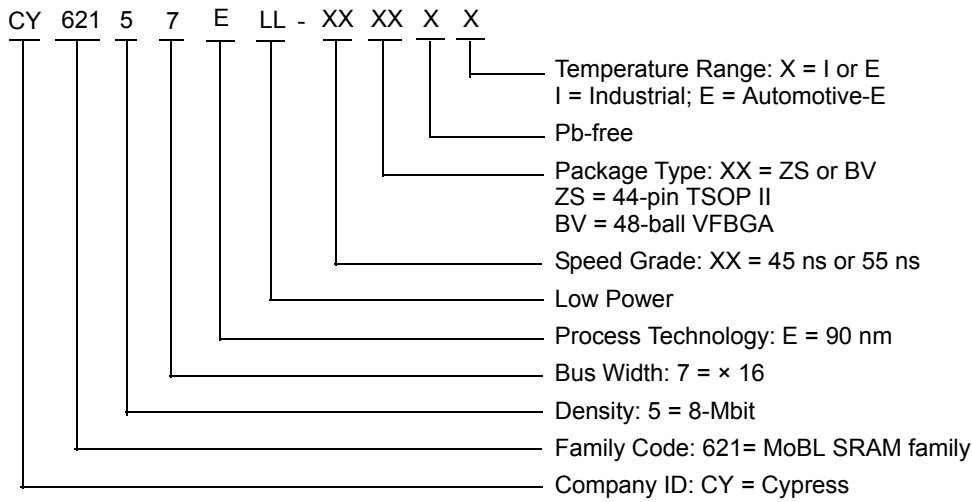 CY 621 5 7 E LL - XX XX X X
Temperature Range: X = I or E
I = Industrial; E = Automotive-E
Pb-free
Package Type: XX = ZS or BV
ZS = 44-pin TSOP II
BV = 48-ball VFBGA
Speed Grade: XX = 45 ns or 55 ns
Low Power
Process Technology: E = 90 nm
Bus Width: 7 = × 16
Density: 5 = 8-Mbit
Family Code: 621= MoBL SRAM family
Company ID: CY = Cypress